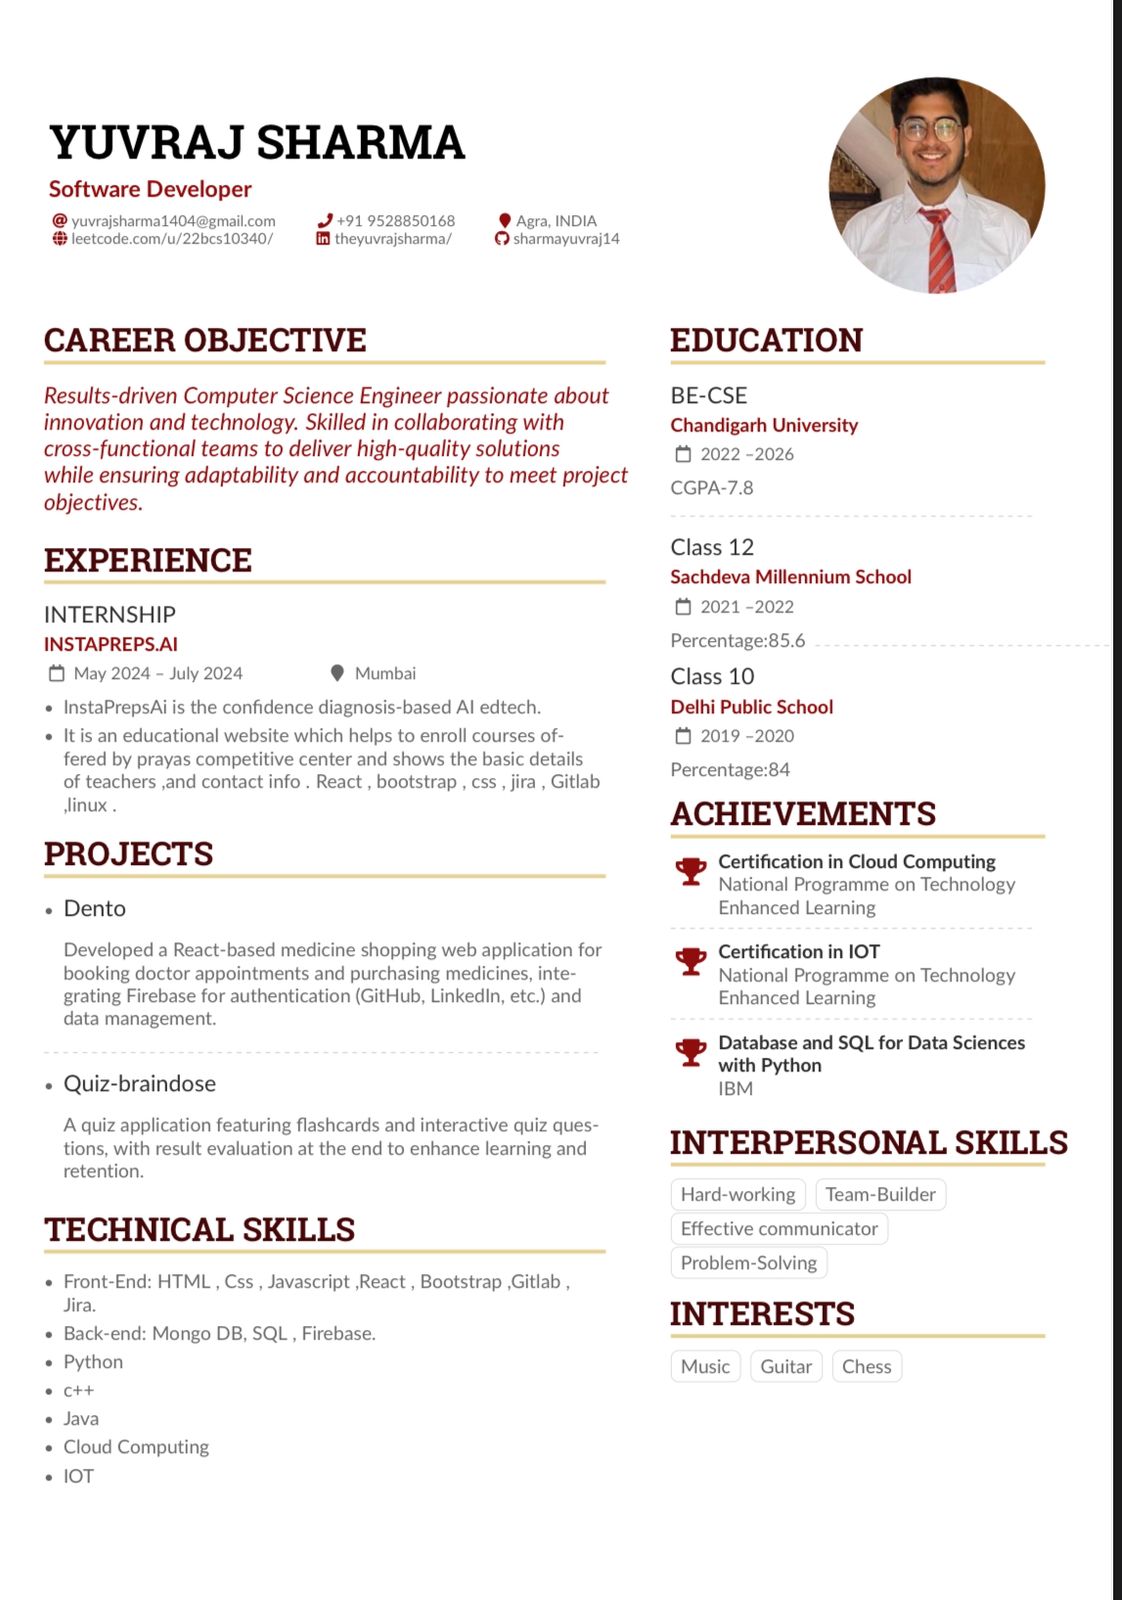 YUVRAJ SHARMA
Software Developer
yuvrajsharma1404@gmail.com +91 9528850168 Agra, INDIA
leetcode.com/u/22bcs10340/ theyuvrajsharma/ sharmayuvraj14
CAREER OBJECTIVE
Results-driven Computer Science Engineer passionate about
innovation and technology. Skilled in collaborating with
cross-functional teams to deliver high-quality solutions
while ensuring adaptability and accountability to meet project
objectives.
EXPERIENCE
INTERNSHIP
INSTAPREPS.AI
May 2024 – July 2024 Mumbai
• InstaPrepsAi is the confidence diagnosis-based AI edtech.
• It is an educational website which helps to enroll courses of-
fered by prayas competitive center and shows the basic details
of teachers ,and contact info . React , bootstrap , css , jira , Gitlab
,linux .
PROJECTS
• Dento
Developed a React-based medicine shopping web application for
booking doctor appointments and purchasing medicines, inte-
grating Firebase for authentication (GitHub, LinkedIn, etc.) and
data management.
• Quiz-braindose
A quiz application featuring flashcards and interactive quiz ques-
tions, with result evaluation at the end to enhance learning and
retention.
TECHNICAL SKILLS
• Front-End: HTML , Css , Javascript ,React , Bootstrap ,Gitlab ,
Jira.
• Back-end: Mongo DB, SQL , Firebase.
• Python
• c++
• Java
• Cloud Computing
• IOT
EDUCATION
BE-CSE
Chandigarh University
2022 –2026
CGPA-7.8
Class 12
Sachdeva Millennium School
2021 –2022
Percentage:85.6
Class 10
Delhi Public School
2019 –2020
Percentage:84
ACHIEVEMENTS
Certification in Cloud Computing
National Programme on Technology
Enhanced Learning
Certification in IOT
National Programme on Technology
Enhanced Learning
Database and SQL for Data Sciences
with Python
IBM
INTERPERSONAL SKILLS
Hard-working Team-Builder
Effective communicator
Problem-Solving
INTERESTS
Music Guitar Chess